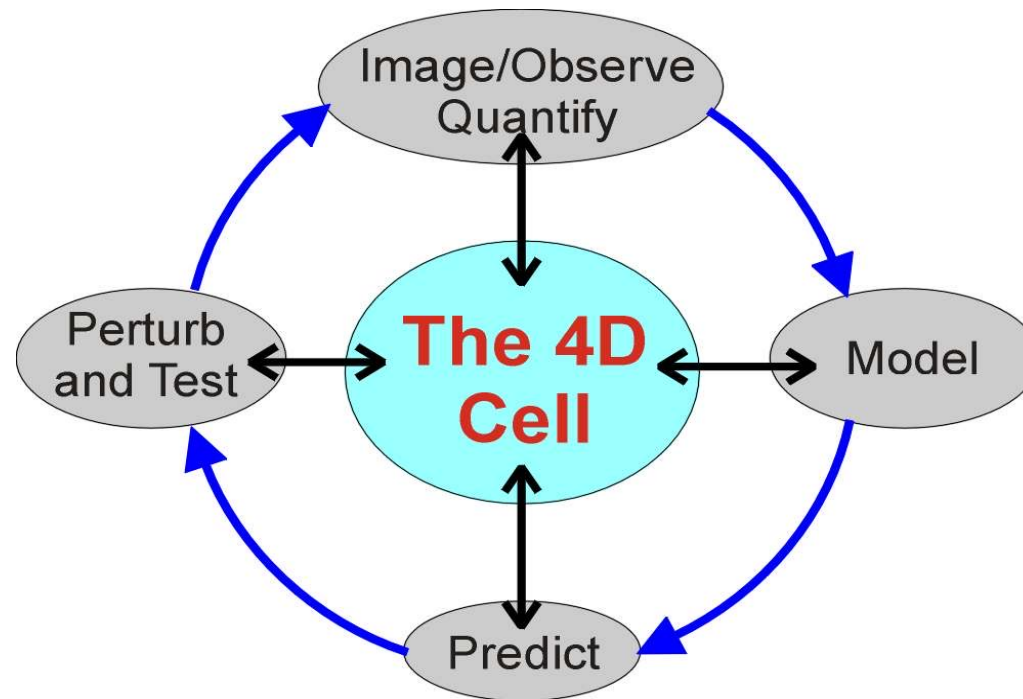 Image/Observe
Quantify
Perturb
and Test
The 4D
Cell
Model
Predict